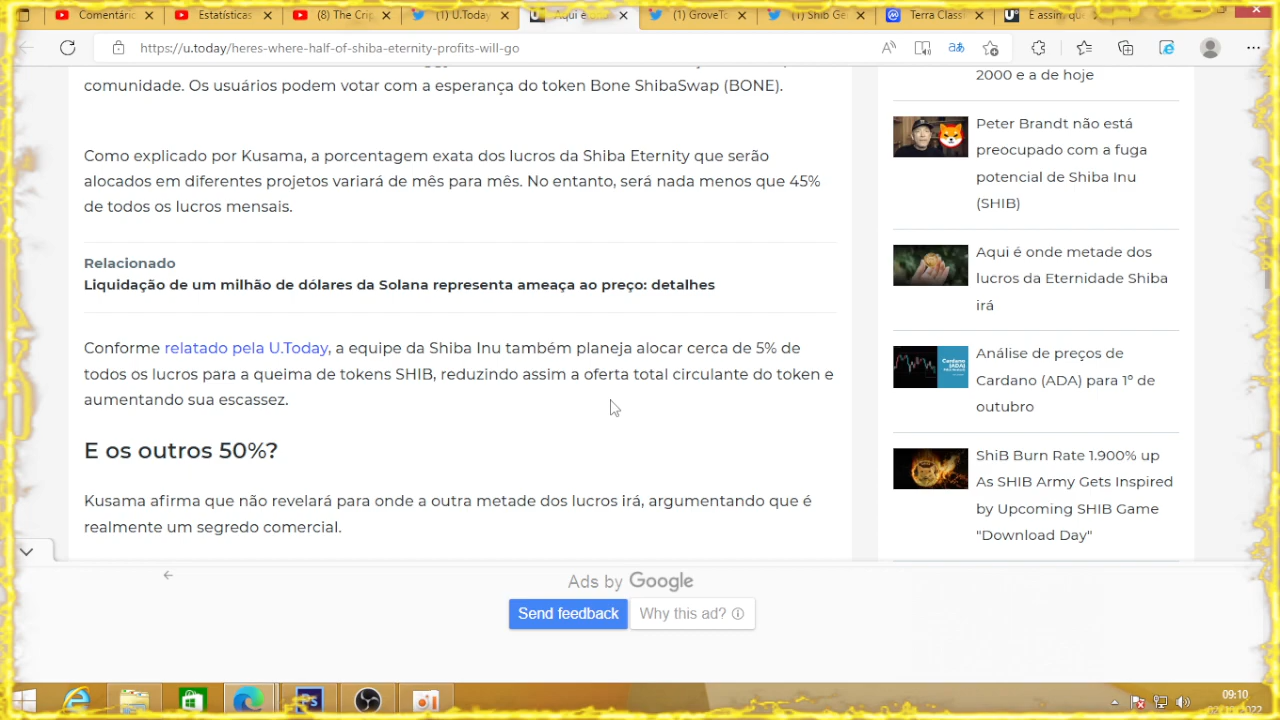 Comentário
Estatísticas
(8) The Crip
(1) U.Today
(1) GroveTo
(1) Shib Ge
Terra Classi
É assim qu
https://u.today/heres-where-half-of-shiba-eternity-profits-will-go
comunidade. Os usuários podem votar com a esperança do token Bone ShibaSwap (BONE).
Como explicado por Kusama, a porcentagem exata dos lucros da Shiba Eternity que serão
alocados em diferentes projetos variará de mês para mês. No entanto, será nada menos que 45%
de todos os lucros mensais.
Relacionado
Liquidação de um milhão de dólares da Solana representa ameaça ao preço: detalhes
Conforme relatado pela U.Today, a equipe da Shiba Inu também planeja alocar cerca de 5% de
todos os lucros para a queima de tokens SHIB, reduzindo assim a oferta total circulante do token e
aumentando sua escassez.
E os outros 50%?
Kusama afirma que não revelará para onde a outra metade dos lucros irá, argumentando que é
realmente um segredo comercial.
2000 e a de hoje
Peter Brandt não está
preocupado com a fuga
potencial de Shiba Inu
(SHIB)
Aqui é onde metade dos
lucros da Eternidade Shiba
irá
Análise de preços de
Cardano (ADA) para 1º de
outubro
ShiB Burn Rate 1.900% up
As SHIB Army Gets Inspired
by Upcoming SHIB Game
"Download Day"
Ads by Google
Send feedback
Why this ad?
09:10